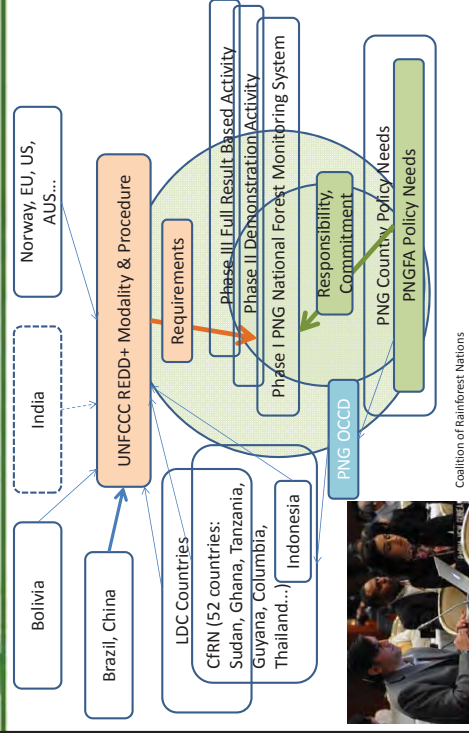 Bolivia
India
Norway, EU, US,
AUS...
Brazil, China
UNFCCC REDD+ Modality & Procedure
LDC Countries
CfRN (52 countries:
Sudan, Ghana, Tanzania,
Guyana, Columbia,
Thailand...)
Indonesia
Requirements
Phase III Full Result Based Activity
Phase II Demonstration Activity
Phase I PNG National Forest Monitoring System
Responsibility,
Commitment
PNG OCCD
PNG Country Policy Needs
PNGFA Policy Needs
Coalition of Rainforest Nations